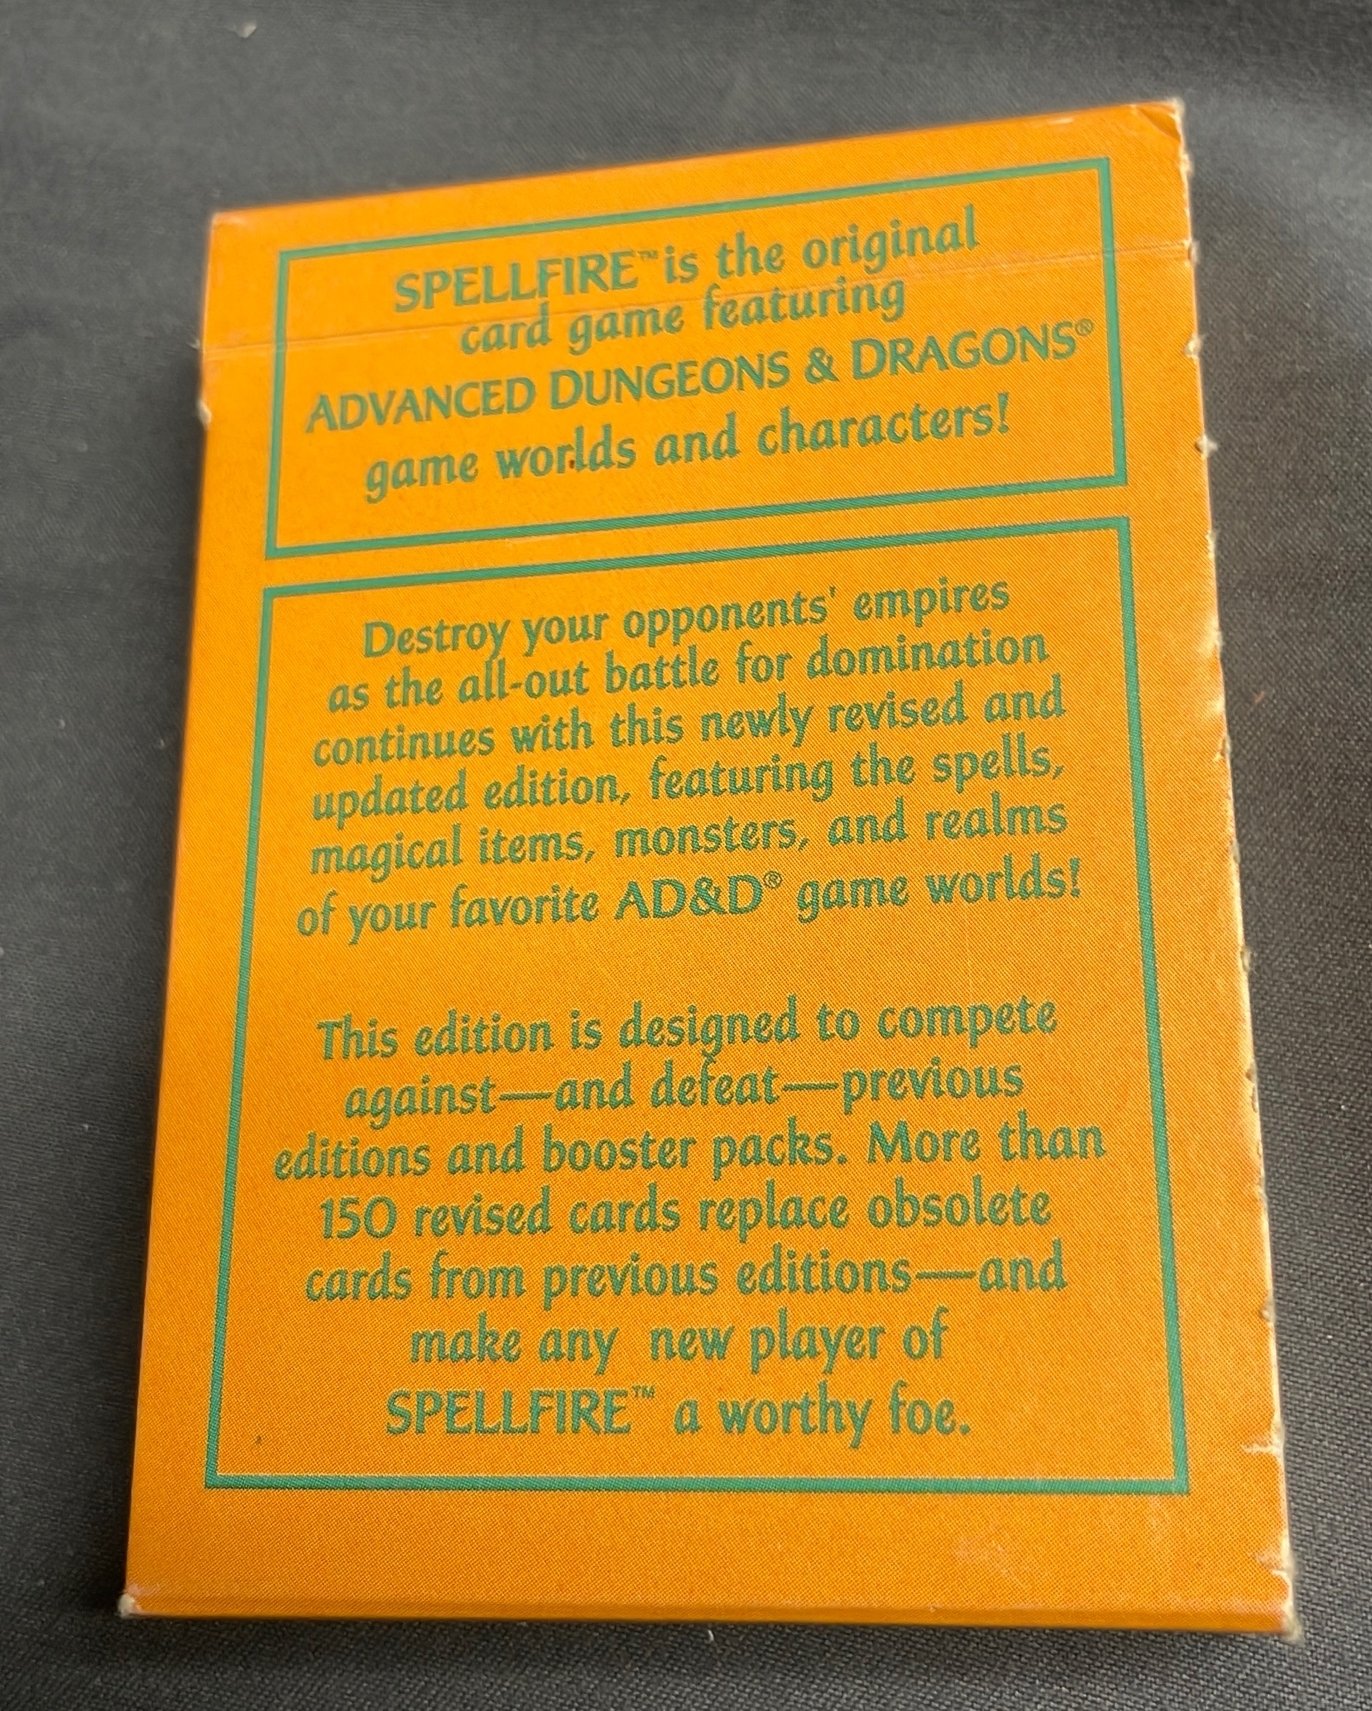 SPELLFIRE™ is the original
card game featuring
ADVANCED DUNGEONS & DRAGONS®
game worlds and characters!
Destroy your opponents' empires
as the all-out battle for domination
continues with this newly revised and
updated edition, featuring the spells,
magical items, monsters, and realms
of your favorite AD&D® game worlds!
This edition is designed to compete
against—and defeat—previous
editions and booster packs. More than
150 revised cards replace obsolete
cards from previous editions—and
make any new player of
SPELLFIRE™ a worthy foe.